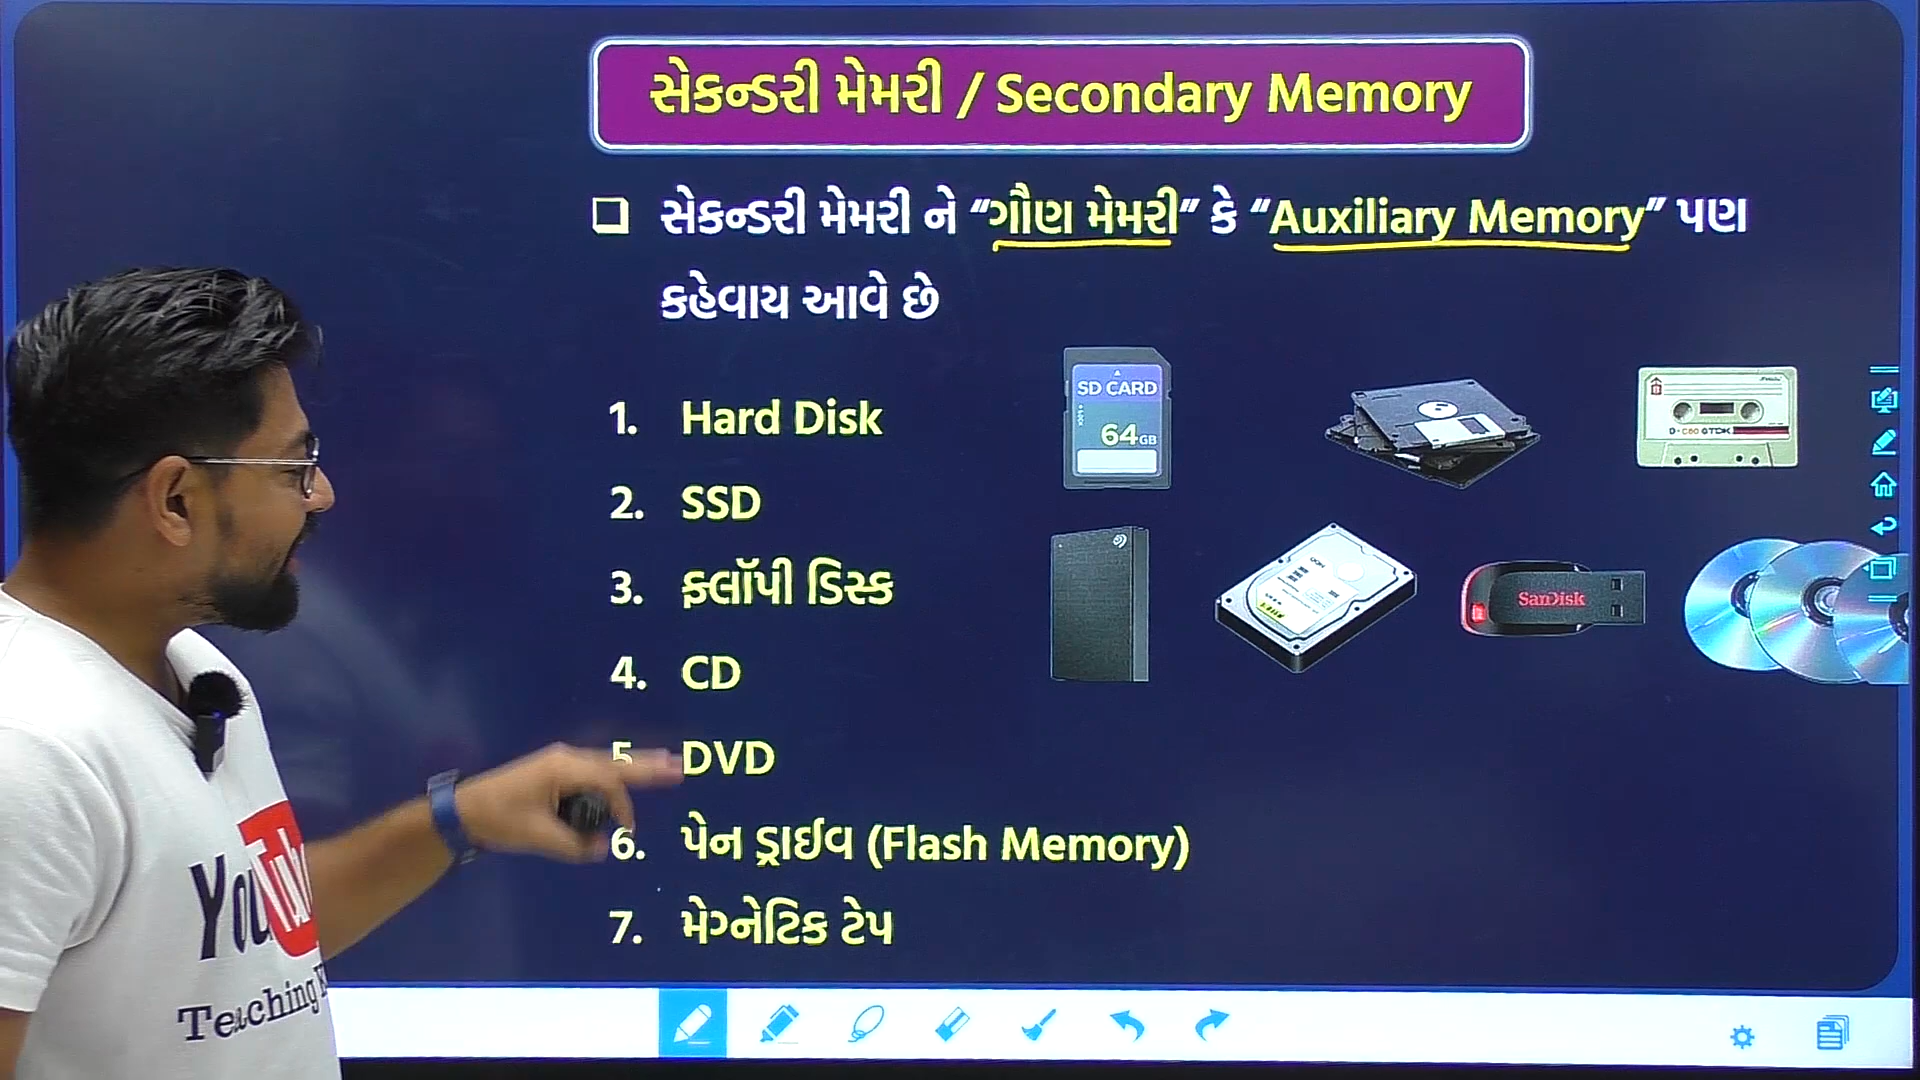 સેકન્ડરી મેમરી / Secondary Memory
❑ સેકન્ડરી મેમરી ને “ગૌણ મેમરી” કે “Auxiliary Memory” પણ
કહેવાય આવે છે
1. Hard Disk
2. SSD
3. ફ્લૉપી ડિસ્ક
4. CD
5. DVD
6. પેન ડ્રાઈવ (Flash Memory)
7. મેગ્નેટિક ટેપ
SD CARD
64GB
SanDisk
YouTube
Teaching